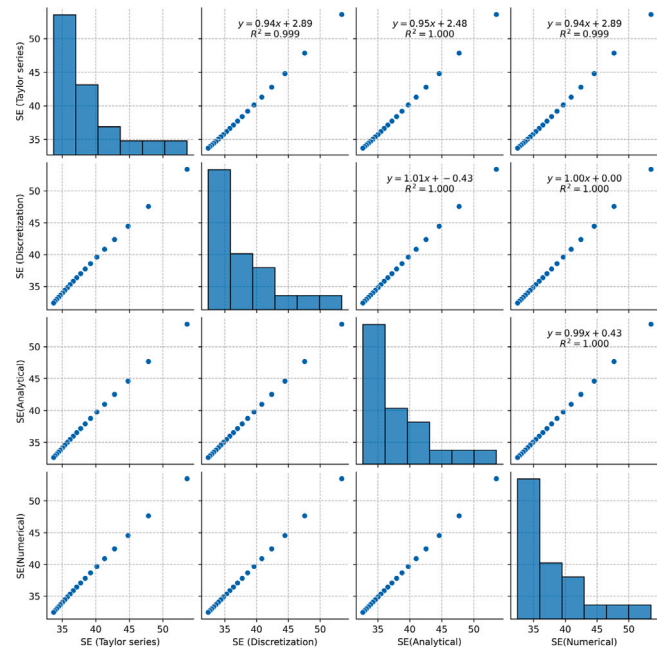 y = 0.94x + 2.89
R² = 0.999
y = 0.95x + 2.48
R² = 1.000
y = 0.94x + 2.89
R² = 0.999
50
45
40
35
SE (Taylor series)
y = 1.01x + −0.43
R² = 1.000
y = 1.00x + 0.00
R² = 1.000
50
45
40
35
SE (Discretization)
y = 0.99x + 0.43
R² = 1.000
50
45
40
35
SE(Analytical)
50
45
40
35
SE(Numerical)
35 40 45 50 35 40 45 50 35 40 45 50 35 40 45 50
SE (Taylor series) SE (Discretization) SE(Analytical) SE(Numerical)